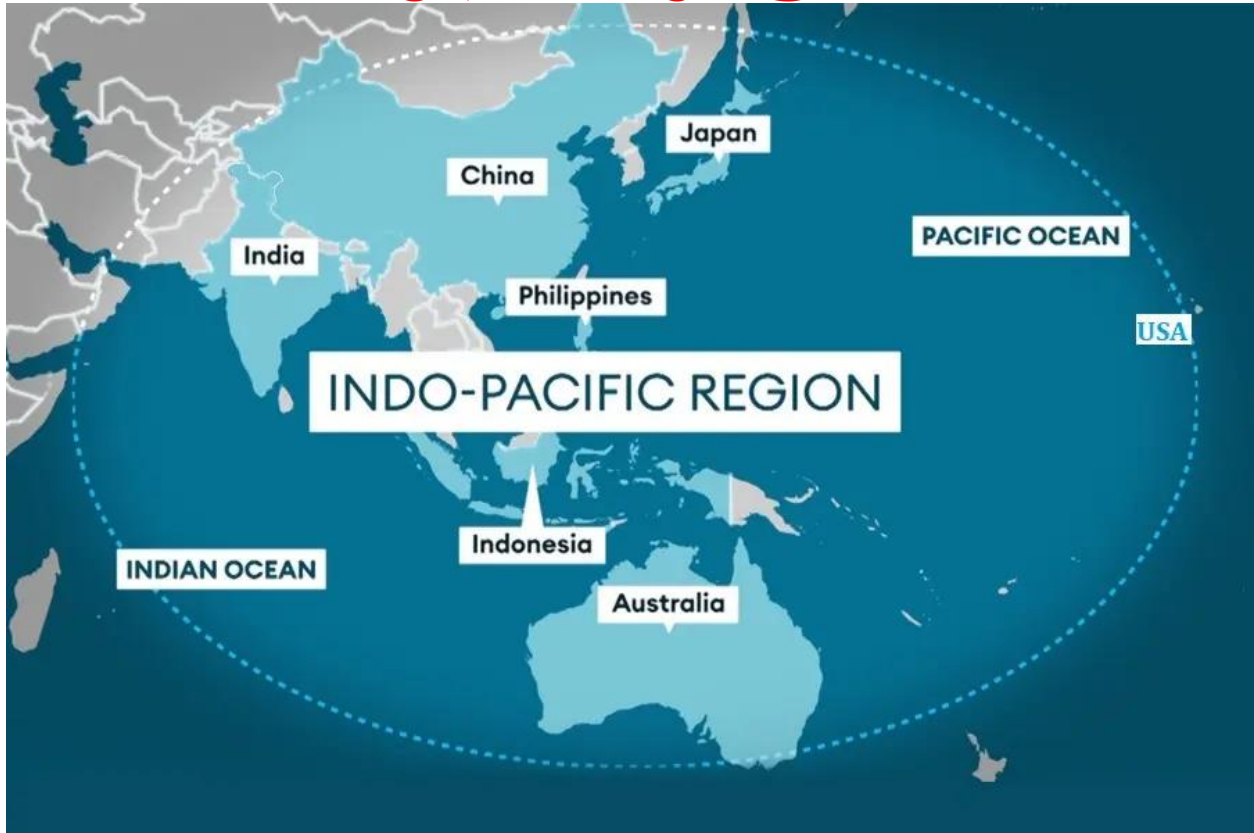 Japan
China
PACIFIC OCEAN
India
Philippines
USA
INDO-PACIFIC REGION
Indonesia
INDIAN OCEAN
Australia